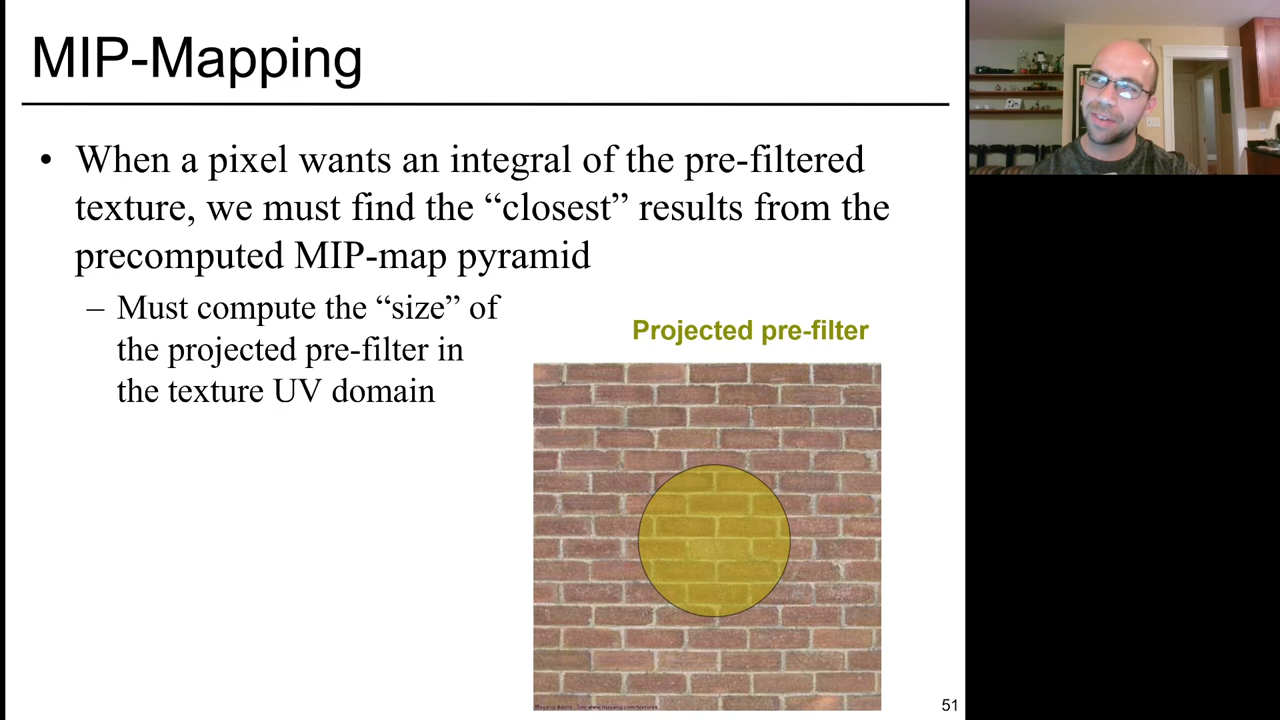 MIP-Mapping
• When a pixel wants an integral of the pre-filtered
texture, we must find the “closest” results from the
precomputed MIP-map pyramid
– Must compute the “size” of
the projected pre-filter in
the texture UV domain
Projected pre-filter
51